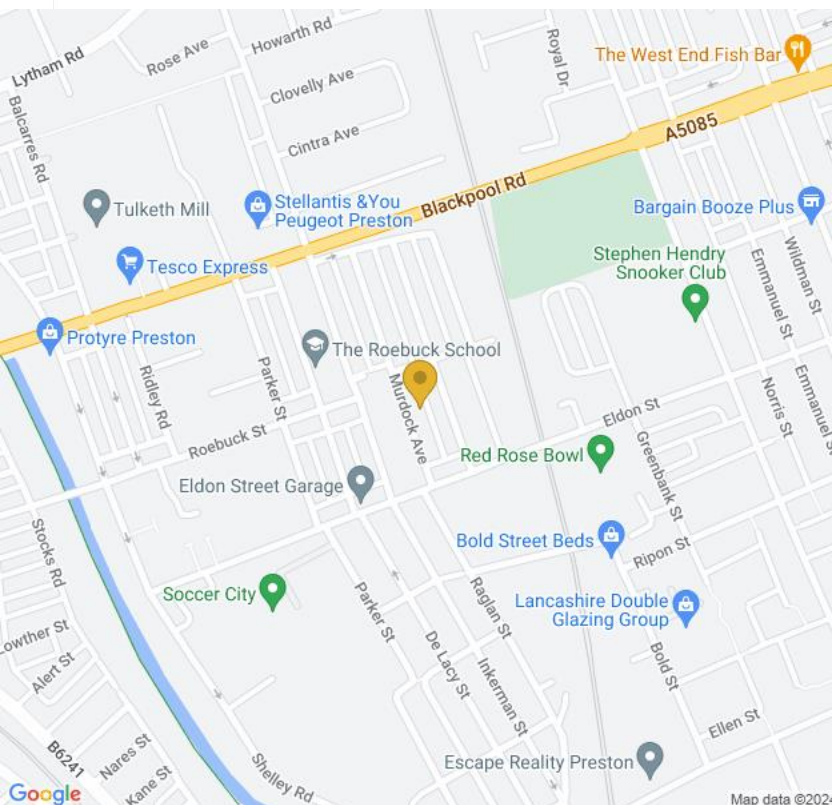 Howarth Rd
Lytham Rd
Rose Ave
Royal Dr
The West End Fish Bar
Clovelly Ave
Balcarres Rd
Cintra Ave
A5085
Blackpool Rd
Tulketh Mill
Stellantis &You
Peugeot Preston
Bargain Booze Plus
Tesco Express
Stephen Hendry
Snooker Club
Emmanuel St
Wildman St
Protyre Preston
The Roebuck School
Ridley Rd
Parker St
Murdock Ave
Norris St
Emmanuel S
Eldon St
Roebuck St
Red Rose Bowl
Greenbank St
Eldon Street Garage
Stocks Rd
Bold Street Beds
Ripon St
Soccer City
Parker St
Raglan St
Lancashire Double
Glazing Group
Lowther St
De Lacy St
Inkerman St
Bold St
Alert St
Ellen St
B6241
Nares St
Kane St
Shelley Rd
Escape Reality Preston
Google
Map data ©2024